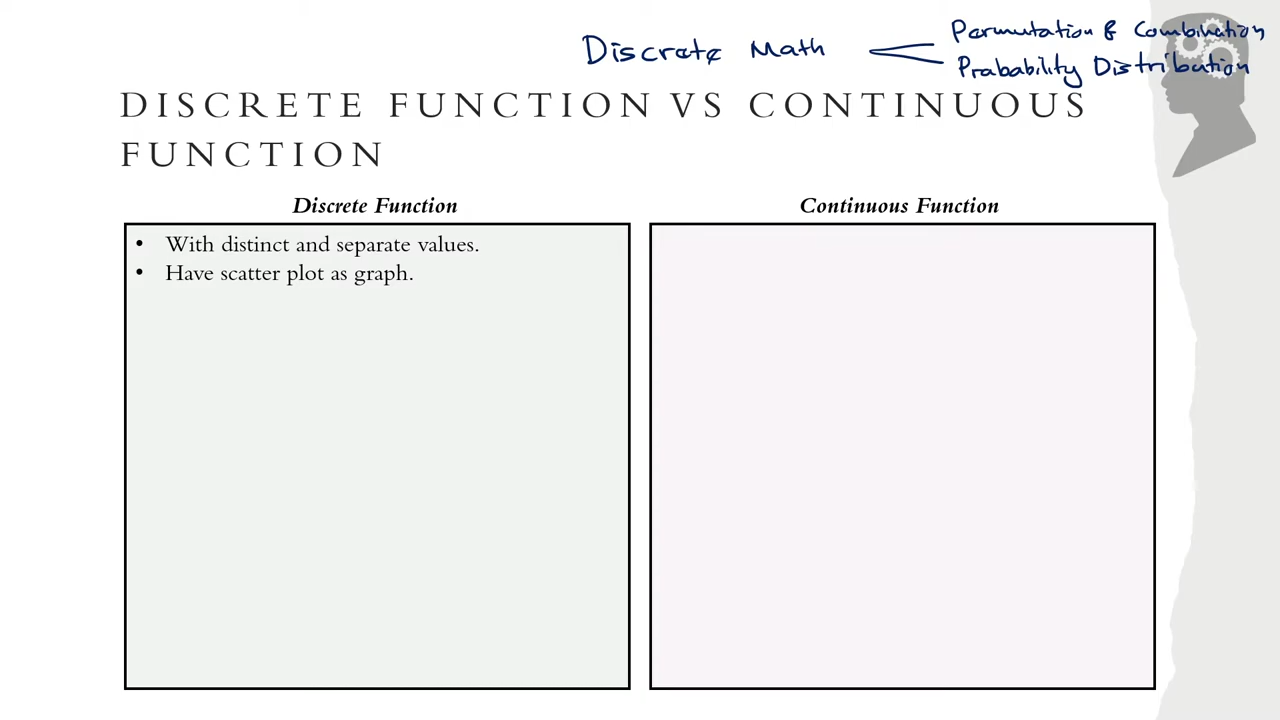 Discrete Math
Permutation & Combination
Probability Distribution
DISCRETE FUNCTION VS CONTINUOUS
FUNCTION
Discrete Function
• With distinct and separate values.
• Have scatter plot as graph.
Continuous Function